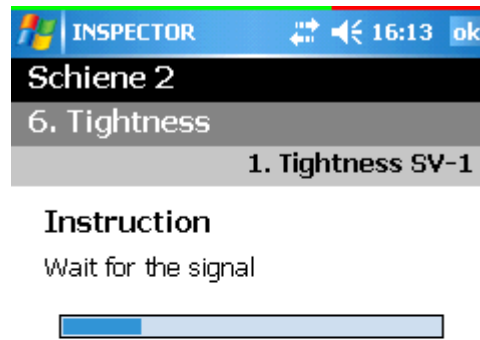 INSPECTOR 16:13 ok
Schiene 2
6. Tightness
1. Tightness SV-1
Instruction
Wait for the signal